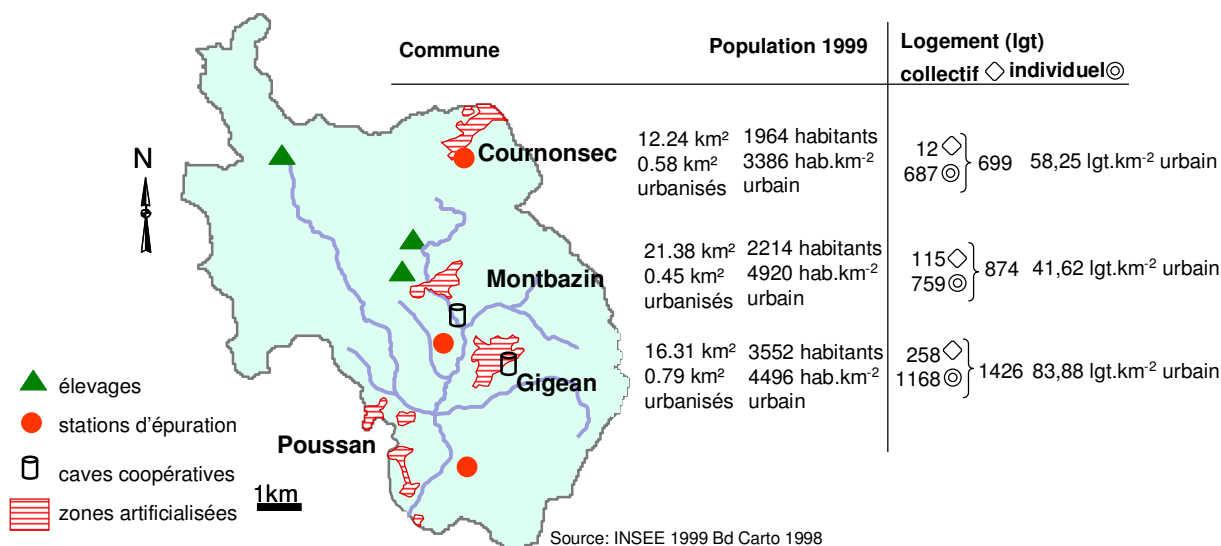 Commune
Population 1999
Logement (lgt)
collectif ◇ individuel ◎
N
Cournonsec
12.24 km²
0.58 km²
urbanisés
1964 habitants
3386 hab.km⁻²
urbain
12 ◇
687 ◎
699
58,25 lgt.km⁻² urbain
Montbazin
21.38 km²
0.45 km²
urbanisés
2214 habitants
4920 hab.km⁻²
urbain
115 ◇
759 ◎
874
41,62 lgt.km⁻² urbain
Gigean
16.31 km²
0.79 km²
urbanisés
3552 habitants
4496 hab.km⁻²
urbain
258 ◇
1168 ◎
1426
83,88 lgt.km⁻² urbain
Poussan
élevages
stations d'épuration
caves coopératives
zones artificialisées
1km
Source: INSEE 1999 Bd Carto 1998